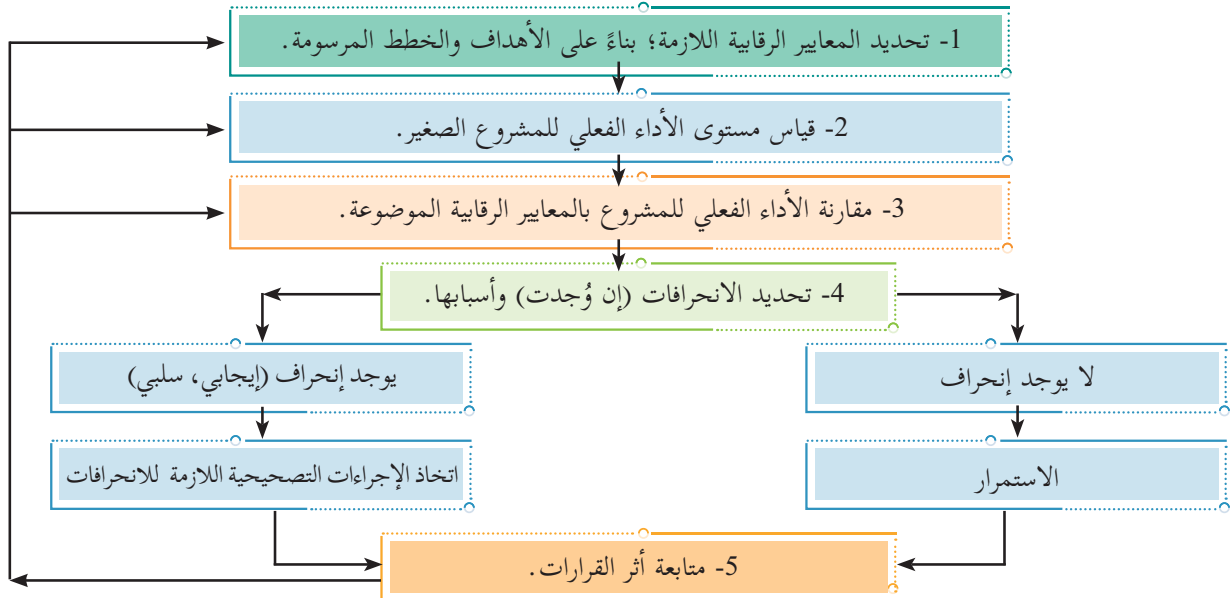 1- تحديد المعايير الرقابية اللازمة؛ بناءً على الأهداف والخطط المرسومة.
2- قياس مستوى الأداء الفعلي للمشروع الصغير.
3- مقارنة الأداء الفعلي للمشروع بالمعايير الرقابية الموضوعة.
4- تحديد الانحرافات (إن وُجدت) وأسبابها.
لا يوجد إنحراف
يوجد إنحراف (إيجابي، سلبي)
الاستمرار
اتخاذ الإجراءات التصحيحية اللازمة للانحرافات
5- متابعة أثر القرارات.